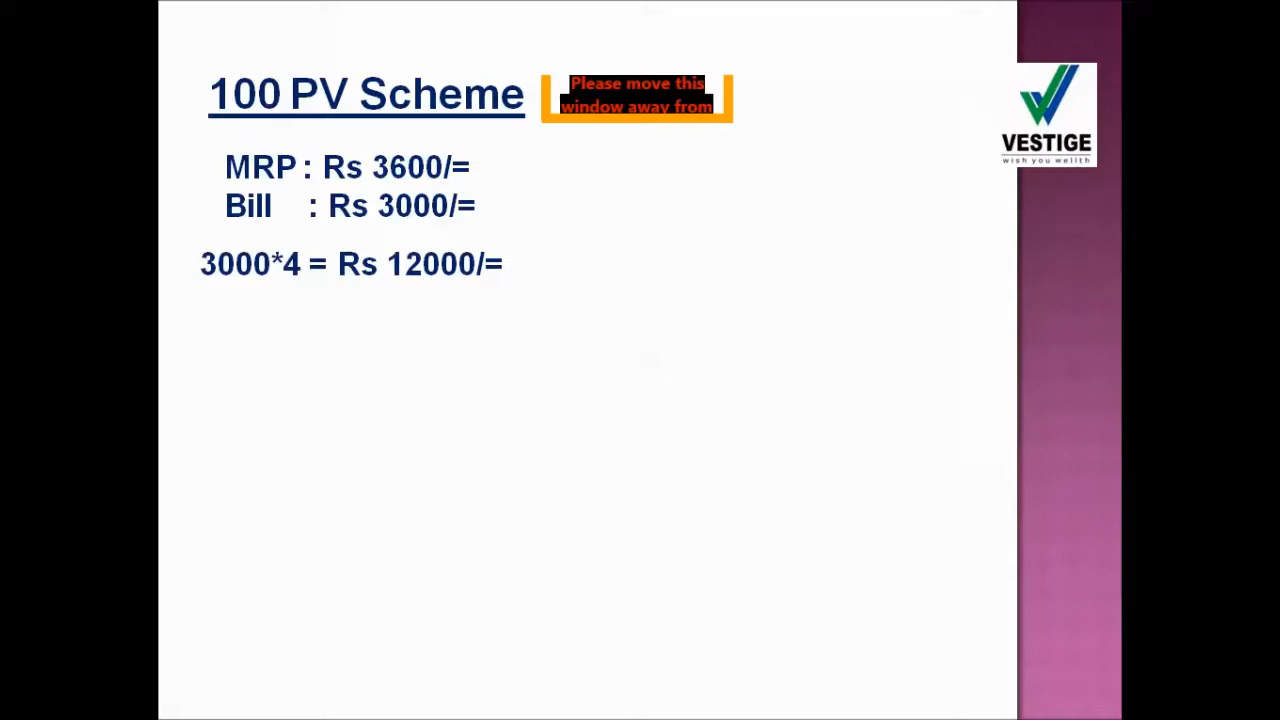 100 PV Scheme
Please move this
window away from
VESTIGE
wish you wellth
MRP : Rs 3600/=
Bill : Rs 3000/=
3000*4 = Rs 12000/=